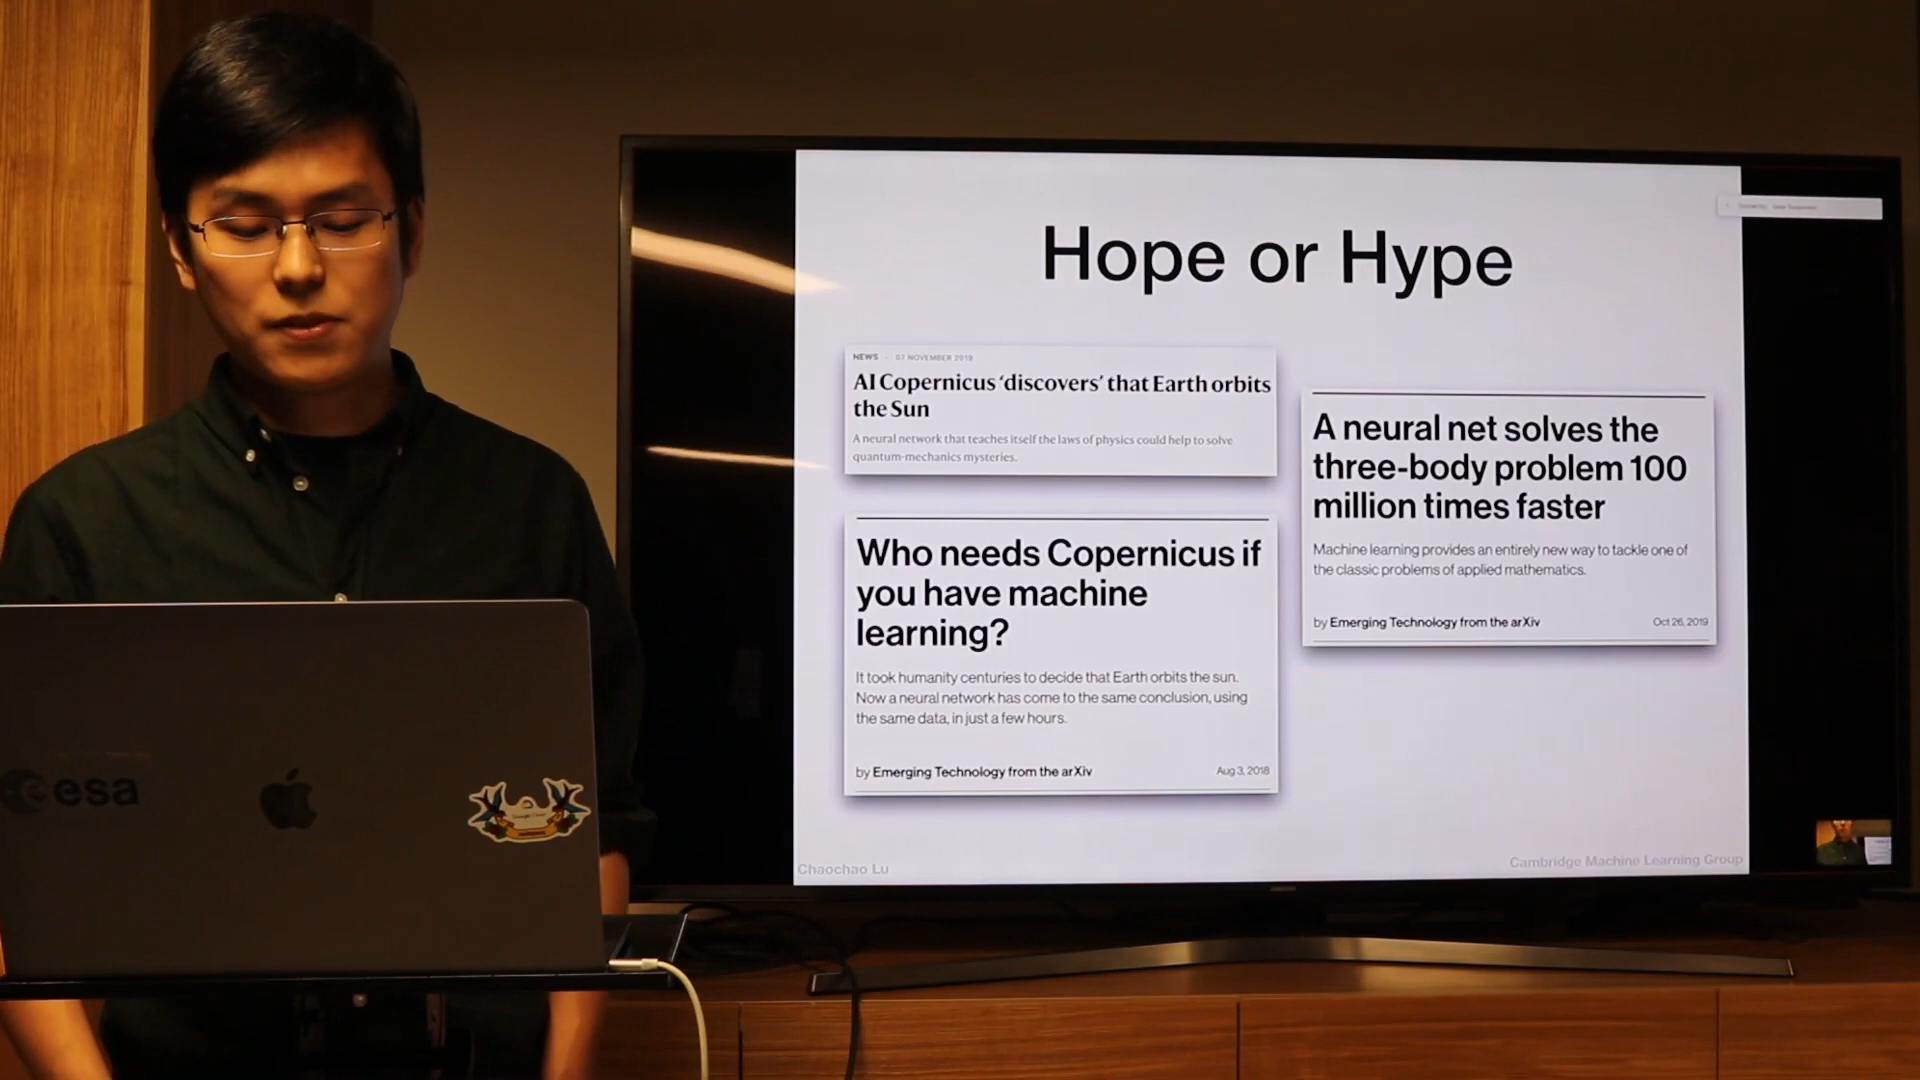 Hope or Hype
NEWS · 07 NOVEMBER 2019
AI Copernicus ‘discovers’ that Earth orbits
the Sun
A neural network that teaches itself the laws of physics could help to solve
quantum-mechanics mysteries.
Who needs Copernicus if
you have machine
learning?
It took humanity centuries to decide that Earth orbits the sun.
Now a neural network has come to the same conclusion, using
the same data, in just a few hours.
by Emerging Technology from the arXiv
Aug 3, 2018
A neural net solves the
three-body problem 100
million times faster
Machine learning provides an entirely new way to tackle one of
the classic problems of applied mathematics.
by Emerging Technology from the arXiv
Oct 26, 2019
Chaochao Lu
Cambridge Machine Learning Group
esa